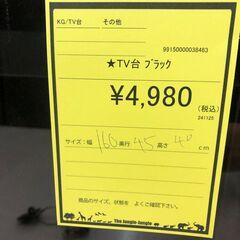 KG/TV台 その他
99150000038463
★TV台 ブラック
¥4,980
(税込)
241125
サイズ:幅 160 奥行 45 高さ 40 cm
商品のサイズ、状態を よくご確認下さい。
The Jungle-Jungle